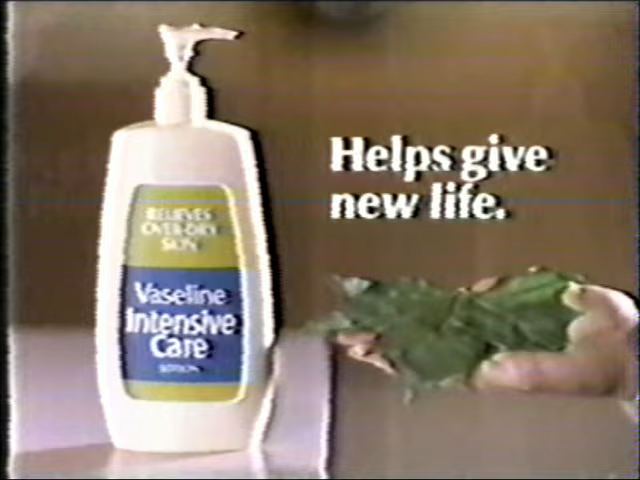 Helps give
new life.
RELIEVES
OVER-DRY
SKIN
Vaseline
Intensive
Care
LOTION